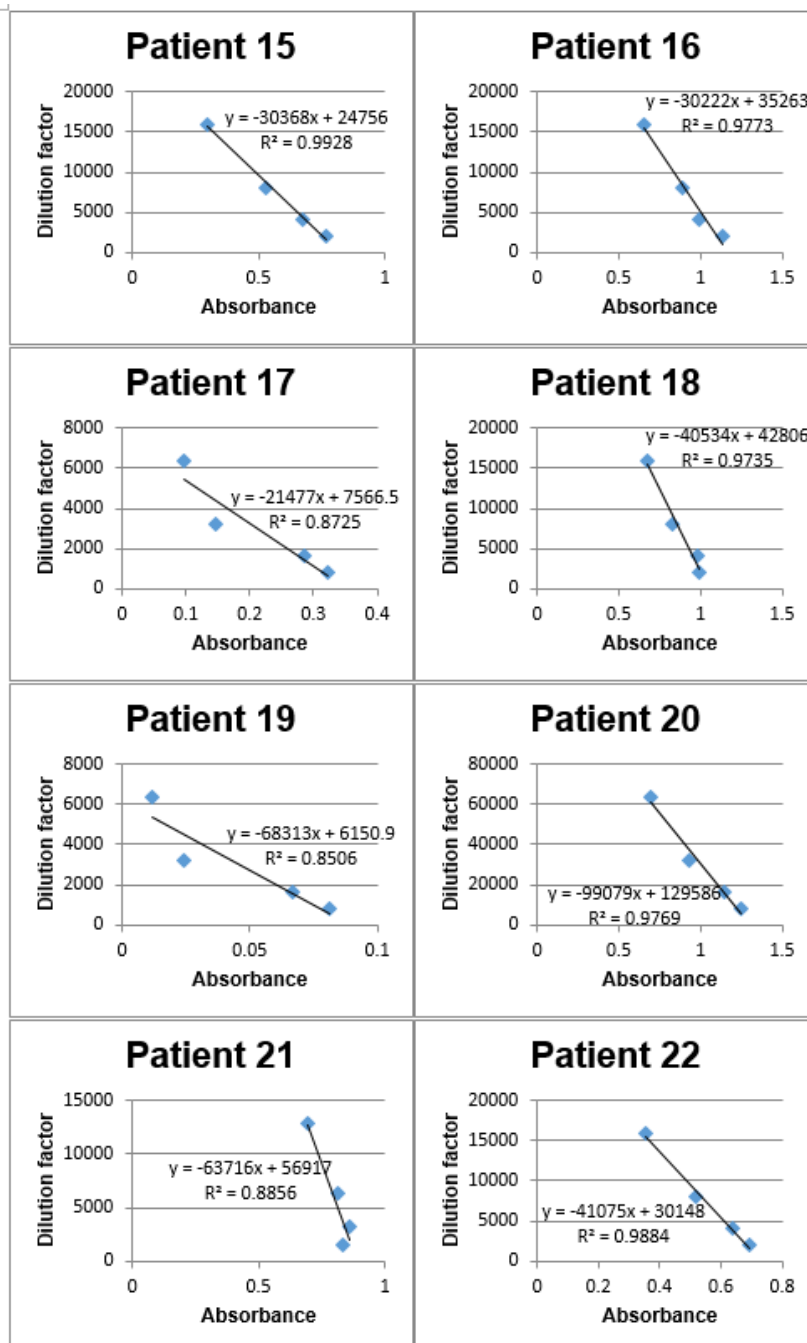 Patient 15
Dilution factor
20000
15000
10000
5000
0
y = -30368x + 24756
R² = 0.9928
0 0.5 1
Absorbance
Patient 16
Dilution factor
20000
15000
10000
5000
0
y = -30222x + 35263
R² = 0.9773
0 0.5 1 1.5
Absorbance
Patient 17
Dilution factor
8000
6000
4000
2000
0
y = -21477x + 7566.5
R² = 0.8725
0 0.1 0.2 0.3 0.4
Absorbance
Patient 18
Dilution factor
20000
15000
10000
5000
0
y = -40534x + 42806
R² = 0.9735
0 0.5 1 1.5
Absorbance
Patient 19
Dilution factor
8000
6000
4000
2000
0
y = -68313x + 6150.9
R² = 0.8506
0 0.05 0.1
Absorbance
Patient 20
Dilution factor
80000
60000
40000
20000
0
y = -99079x + 129586
R² = 0.9769
0 0.5 1 1.5
Absorbance
Patient 21
Dilution factor
15000
10000
5000
0
y = -63716x + 56917
R² = 0.8856
0 0.5 1
Absorbance
Patient 22
Dilution factor
20000
15000
10000
5000
0
y = -41075x + 30148
R² = 0.9884
0 0.2 0.4 0.6 0.8
Absorbance